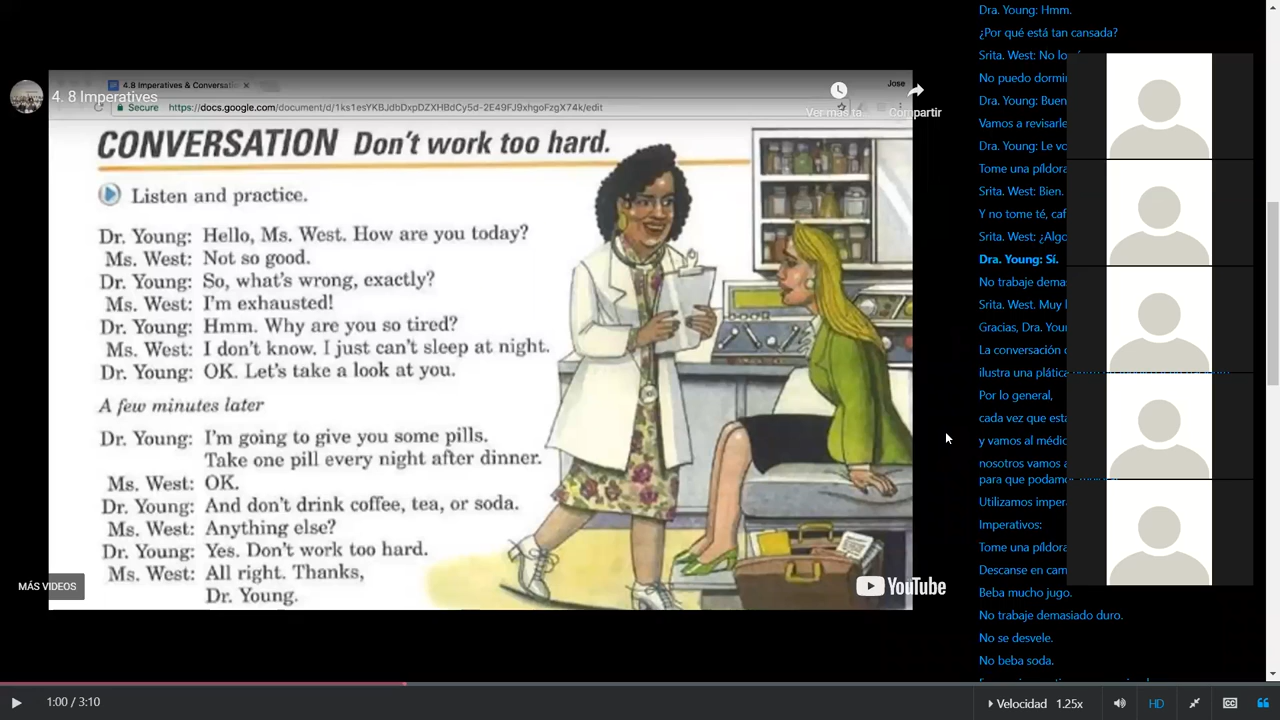 4.8 Imperatives & Conversatio
Jose
4. 8 Imperatives
Secure
https://docs.google.com/document/d/1ks1esYKBJdbDxpDZXHBdCy5d-2E49FJ9xhgoFzgX74k/edit
Ver más ta...
Compartir
CONVERSATION Don't work too hard.
Listen and practice.
Dr. Young: Hello, Ms. West. How are you today?
Ms. West: Not so good.
Dr. Young: So, what's wrong, exactly?
Ms. West: I'm exhausted!
Dr. Young: Hmm. Why are you so tired?
Ms. West: I don't know. I just can't sleep at night.
Dr. Young: OK. Let's take a look at you.
A few minutes later
Dr. Young: I'm going to give you some pills.
Take one pill every night after dinner.
Ms. West: OK.
Dr. Young: And don't drink coffee, tea, or soda.
Ms. West: Anything else?
Dr. Young: Yes. Don't work too hard.
Ms. West: All right. Thanks,
Dr. Young.
MÁS VIDEOS
YouTube
Dra. Young: Hmm.
¿Por qué está tan cansada?
Srita. West: No lo
No puedo dormi
Dra. Young: Buen
Vamos a revisarle
Dra. Young: Le vo
Tome una píldora
Srita. West: Bien.
Y no tome té, caf
Srita. West: ¿Algo
Dra. Young: Sí.
No trabaje demas
Srita. West. Muy
Gracias, Dra. Your
La conversación
ilustra una plática
Por lo general,
cada vez que esta
y vamos al médic
nosotros vamos a
para que podam
Utilizamos imper
Imperativos:
Tome una píldora
Descanse en cam
Beba mucho jugo.
No trabaje demasiado duro.
No se desvele.
No beba soda.
1:00 / 3:10
Velocidad 1.25x
HD
CC